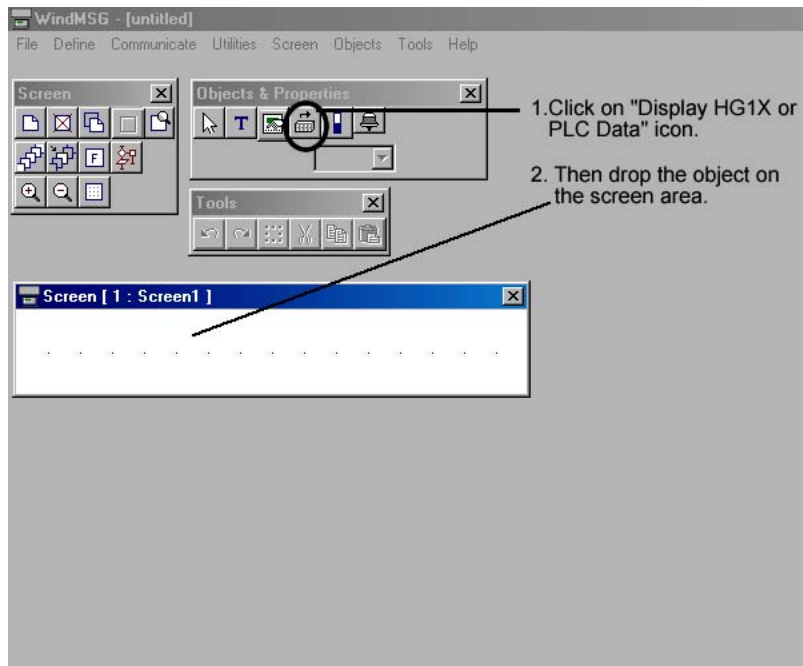 WindMSG - [untitled]
File Define Communicate Utilities Screen Objects Tools Help
Screen
Objects & Properties
T
F
1.Click on "Display HG1X or
PLC Data" icon.
2. Then drop the object on
the screen area.
Tools
Screen [ 1 : Screen1 ]